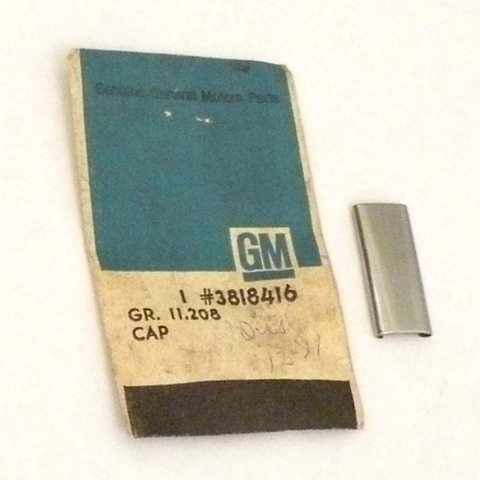 Genuine General Motors Parts
GM
1 #3818416
GR. 11.208
CAP